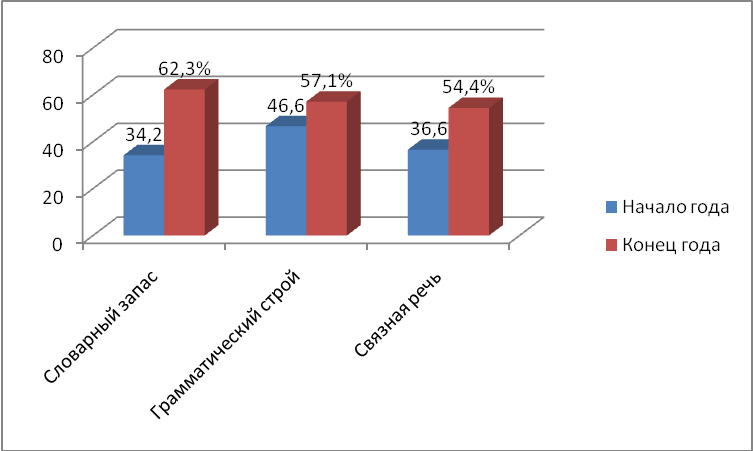 80
60
40
20
0
62,3%
57,1%
54,4%
34,2
46,6
36,6
Словарный запас
Грамматический строй
Связная речь
Начало года
Конец года